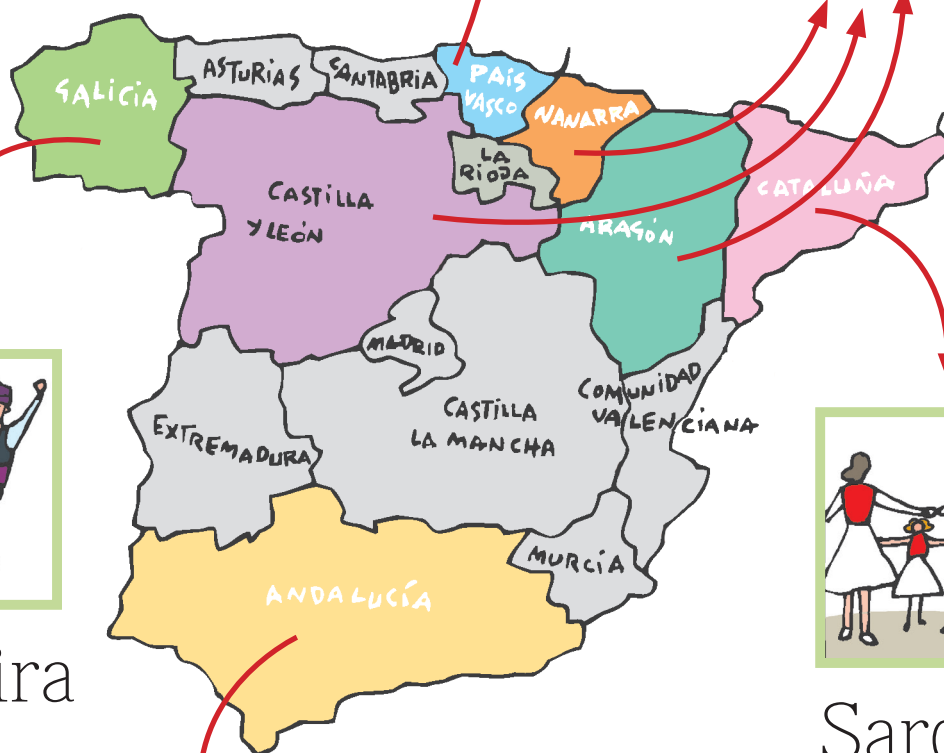 GALICIA
ASTURIAS
CANTABRIA
PAÍS
VASCO
NANARRA
LA
RIOJA
CASTILLA
Y LEÓN
ARAGÓN
CATALUÑA
MADRID
COMUNIDAD
VALENCIANA
CASTILLA
LA MANCHA
EXTREMADURA
MURCIA
ANDALUCÍA
ira
Sard